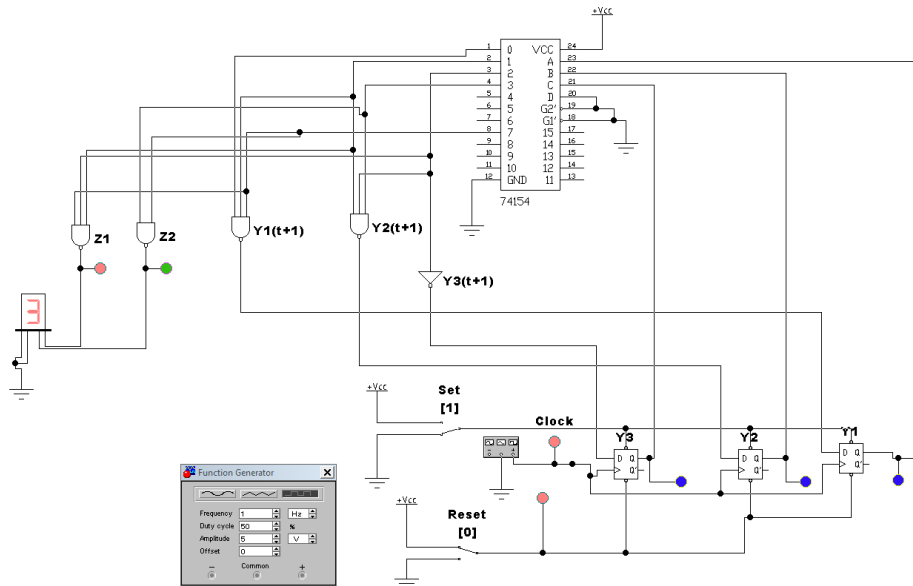 +Vcc
1 0 VCC 24
2 1 A 23
3 2 B 22
4 3 C 21
5 4 D 20
6 5 G2' 19
7 6 G1' 18
8 7 15 17
9 8 14 16
10 9 13 15
11 10 12 14
12 GND 11 13
74154
Z1
Z2
Y1(t+1)
Y2(t+1)
Y3(t+1)
3
+Vcc
Set
[1]
Clock
Y3
Y2
Y1
D Q
Q'
D Q
Q'
D Q
Q'
+Vcc
Reset
[0]
Function Generator
Frequency 1 Hz
Duty cycle 50 %
Amplitude 5 V
Offset 0
− Common +